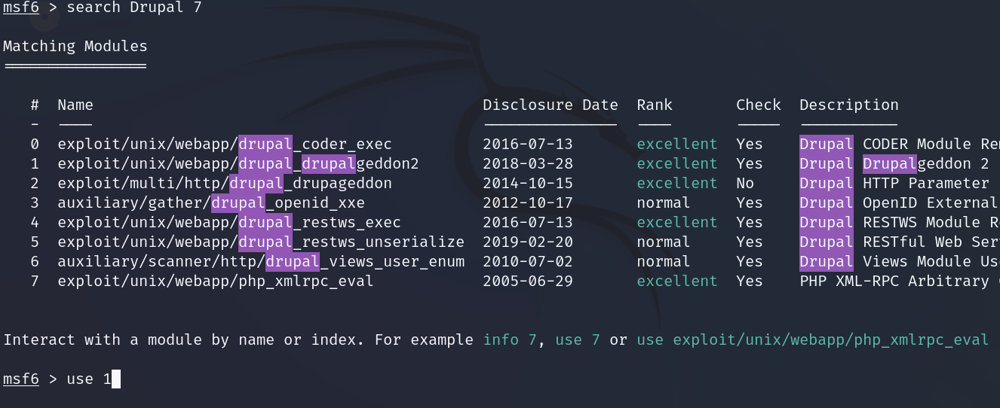 msf6 > search Drupal 7
Matching Modules
================
# Name Disclosure Date Rank Check Description
- ---- --------------- ---- ----- -----------
0 exploit/unix/webapp/drupal_coder_exec 2016-07-13 excellent Yes Drupal CODER Module
1 exploit/unix/webapp/drupal_drupalgeddon2 2018-03-28 excellent Yes Drupal Drupalgeddon 2
2 exploit/multi/http/drupal_drupageddon 2014-10-15 excellent No Drupal HTTP Parameter
3 auxiliary/gather/drupal_openid_xxe 2012-10-17 normal Yes Drupal OpenID External
4 exploit/unix/webapp/drupal_restws_exec 2016-07-13 excellent Yes Drupal RESTWS Module
5 exploit/unix/webapp/drupal_restws_unserialize 2019-02-20 normal Yes Drupal RESTful Web
6 auxiliary/scanner/http/drupal_views_user_enum 2010-07-02 normal Yes Drupal Views Module
7 exploit/unix/webapp/php_xmlrpc_eval 2005-06-29 excellent Yes PHP XML-RPC Arbitrary
Interact with a module by name or index. For example info 7, use 7 or use exploit/unix/webapp/php_xmlrpc_eval
msf6 > use 1